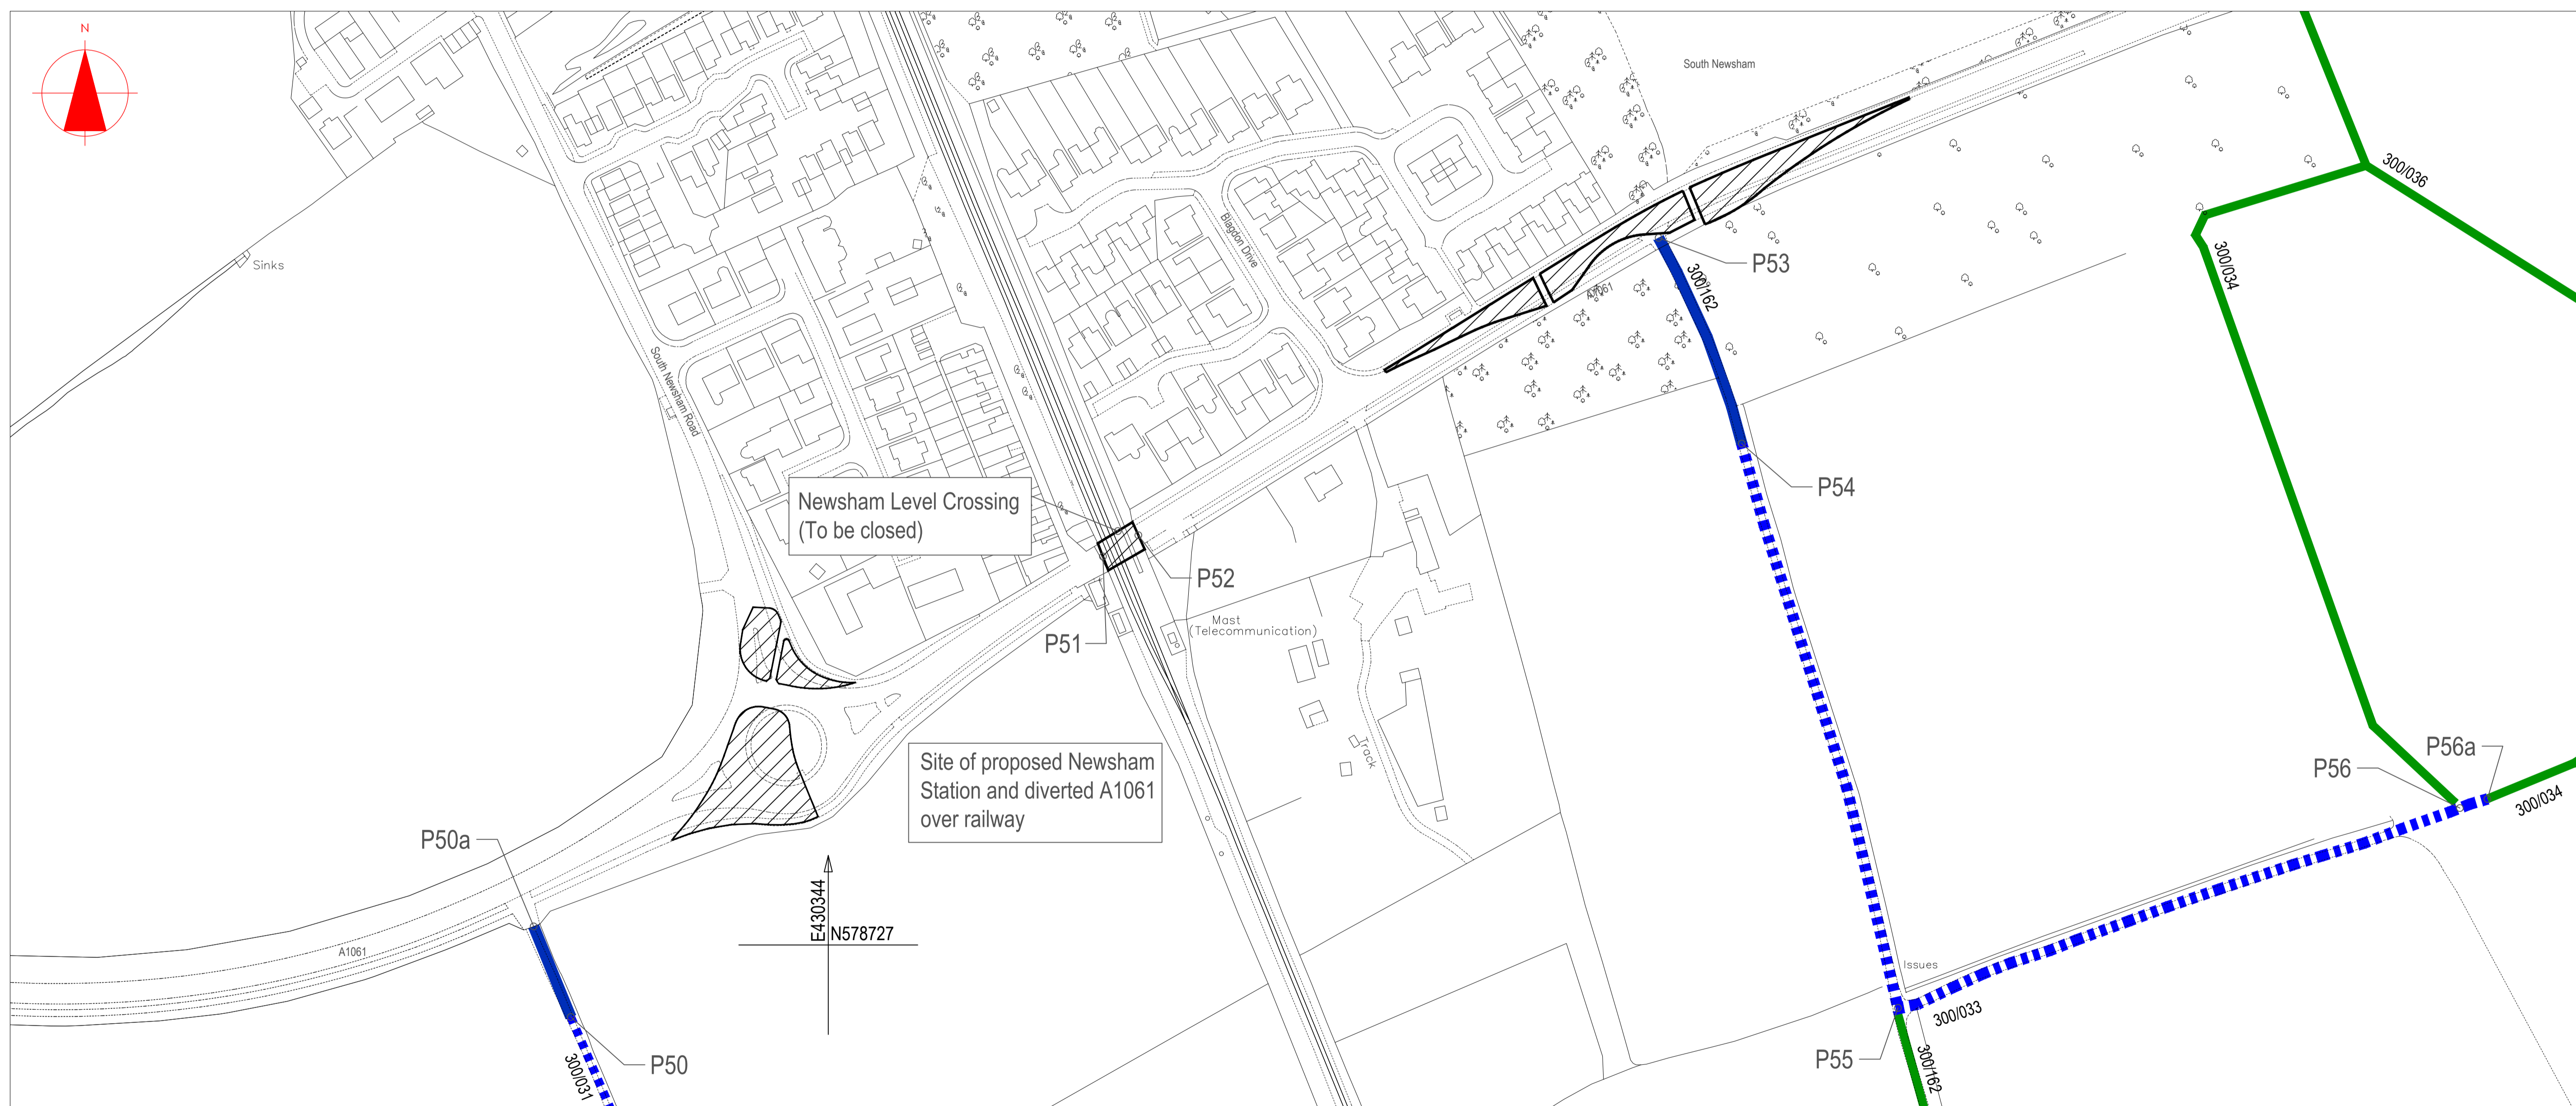 N
South Newsham
300/036
Sinks
Blagdon Drive
300/034
P53
A1061
300/162
South Newsham Road
P54
Newsham Level Crossing
(To be closed)
P52
Mast
(Telecommunication)
P51
Track
Site of proposed Newsham
Station and diverted A1061
over railway
P56a
P56
300/034
P50a
E430344
N578727
A1061
Issues
300/033
P50
300/031
P55
300/162